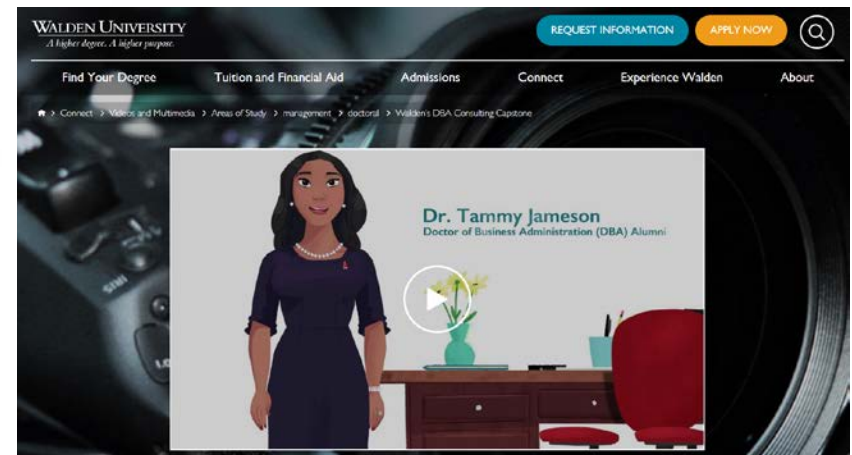 WALDEN UNIVERSITY
A higher degree. A higher purpose.
REQUEST INFORMATION
APPLY NOW
Find Your Degree
Tuition and Financial Aid
Admissions
Connect
Experience Walden
About
> Connect > Videos and Multimedia > Areas of Study > management > doctoral > Walden's DBA Consulting Capstone
Dr. Tammy Jameson
Doctor of Business Administration (DBA) Alumni